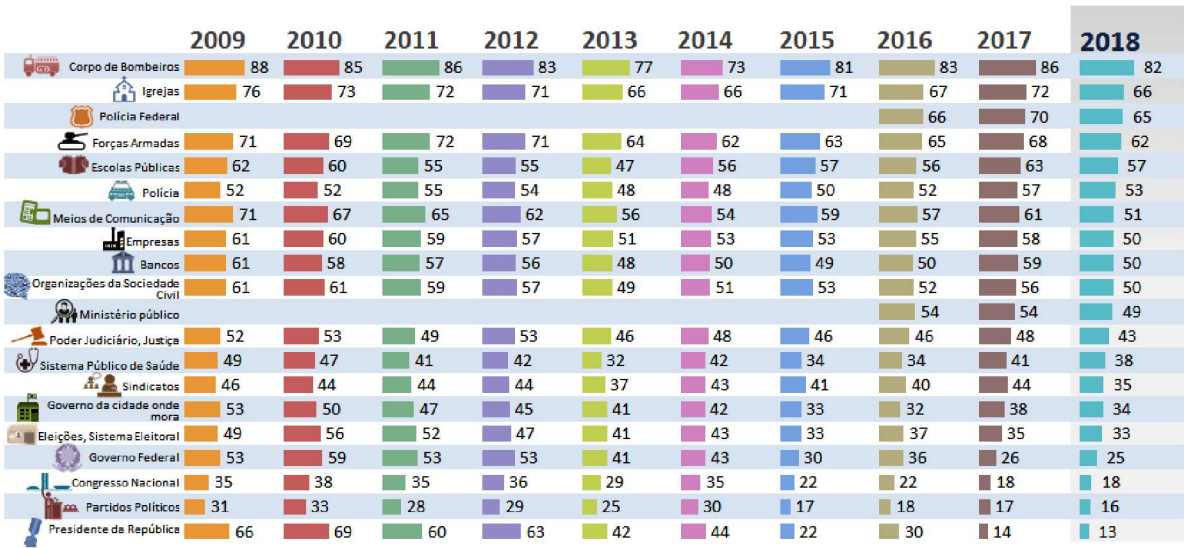 2009 2010 2011 2012 2013 2014 2015 2016 2017 2018
Corpo de Bombeiros 88 85 86 83 77 73 81 83 86 82
Igrejas 76 73 72 71 66 66 71 67 72 66
Polícia Federal 66 70 65
Forças Armadas 71 69 72 71 64 62 63 65 68 62
Escolas Públicas 62 60 55 55 47 56 57 56 63 57
Polícia 52 52 55 54 48 48 50 52 57 53
Meios de Comunicação 71 67 65 62 56 54 59 57 61 51
Empresas 61 60 59 57 51 53 53 55 58 50
Bancos 61 58 57 56 48 50 49 50 59 50
Organizações da Sociedade
Civil 61 61 59 57 49 51 53 52 56 50
Ministério público 54 54 49
Poder Judiciário, Justiça 52 53 49 53 46 48 46 46 48 43
Sistema Público de Saúde 49 47 41 42 32 42 34 34 41 38
Sindicatos 46 44 44 44 37 43 41 40 44 35
Governo da cidade onde
mora 53 50 47 45 41 42 33 32 38 34
Eleições, Sistema Eleitoral 49 56 52 47 41 43 33 37 35 33
Governo Federal 53 59 53 53 41 43 30 36 26 25
Congresso Nacional 35 38 35 36 29 35 22 22 18 18
Partidos Políticos 31 33 28 29 25 30 17 18 17 16
Presidente da República 66 69 60 63 42 44 22 30 14 13